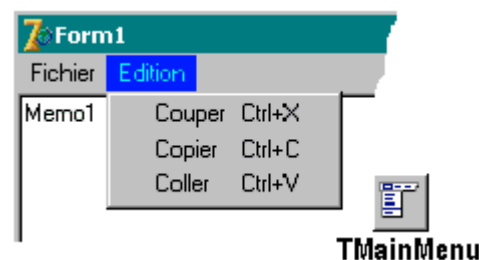 Form1
Fichier Edition
Memo1
Couper Ctrl+X
Copier Ctrl+C
Coller Ctrl+V
TMainMenu